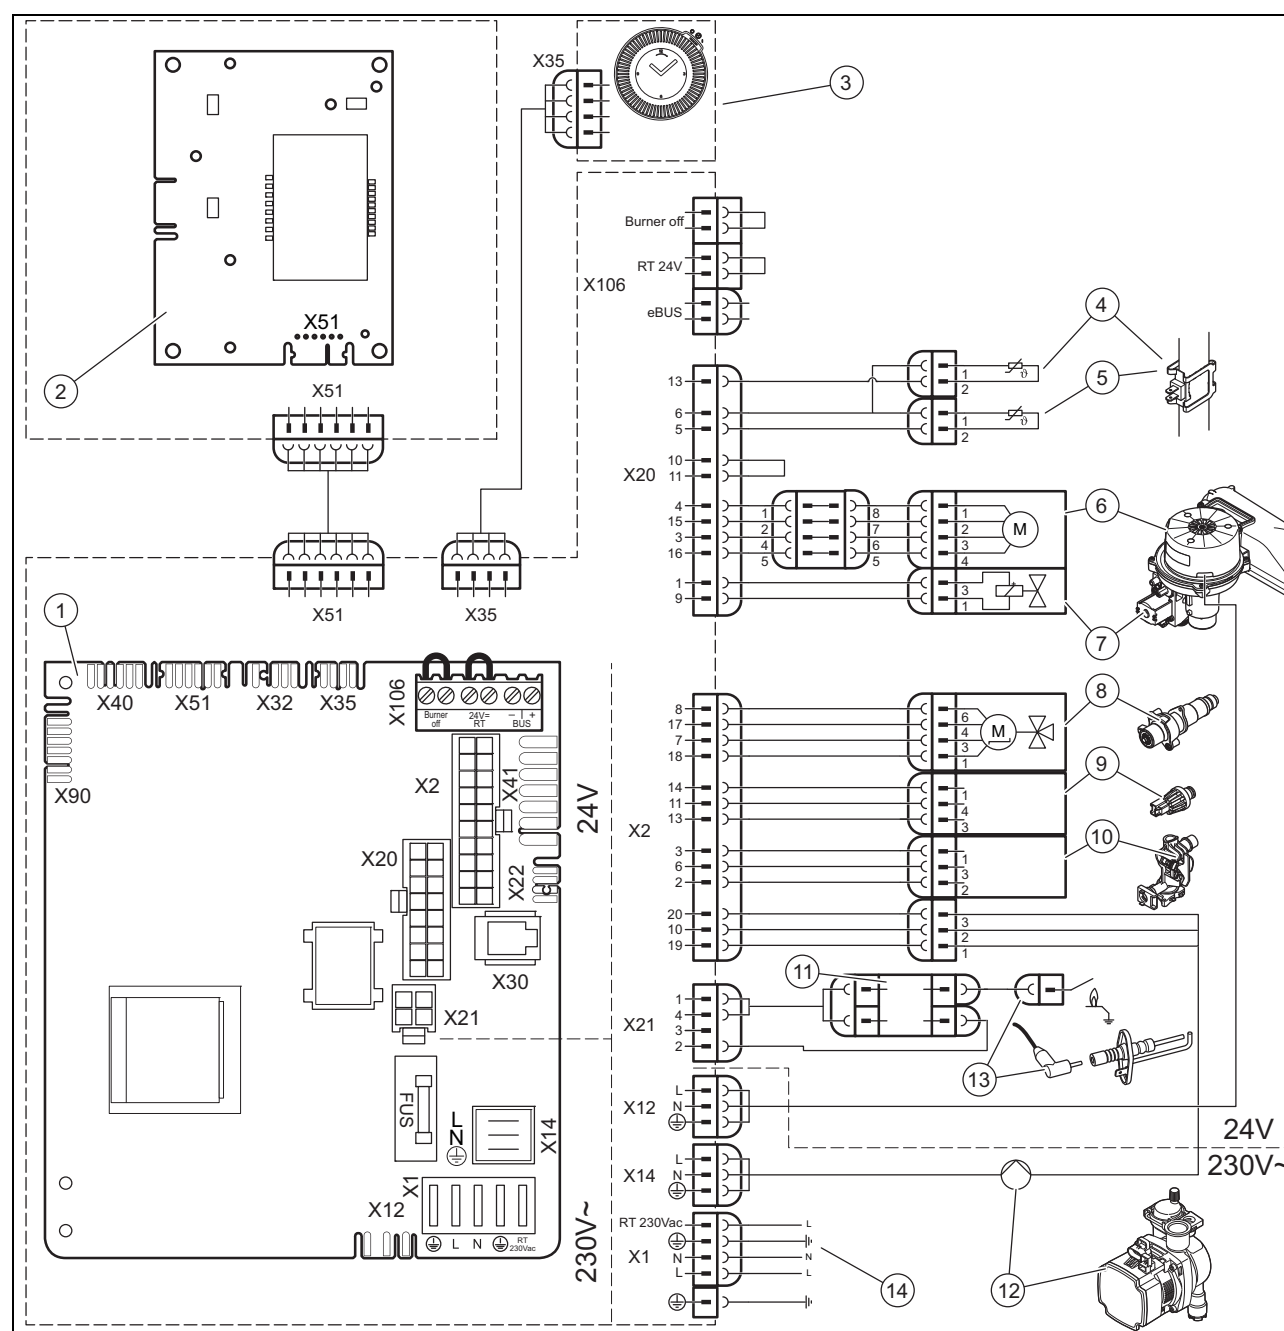 X35
3
Burner off
RT 24V
X106
eBUS
X51
2
X51
4
5
13
1
2
6
5
1
2
ϑ
ϑ
10
11
X20
4
15
3
16
1
2
4
5
8
7
6
5
1
2
3
4
M
6
1
9
3
1
7
X51
X35
1
X40
X51
X32
X35
X106
Burner off
24V= RT
– | + BUS
X90
X2
X41
24V
X20
X22
X30
X21
FUS
L
N
X14
X1
X12
L N RT 230Vac
230V~
8
17
7
18
6
4
3
1
M
8
14
11
13
1
4
3
9
X2
3
6
2
1
3
2
10
20
10
19
3
2
1
11
X21
1
4
3
2
13
X12
L
N
24V
230V~
X14
L
N
12
RT 230Vac
L
X1
N
N
L
L
14